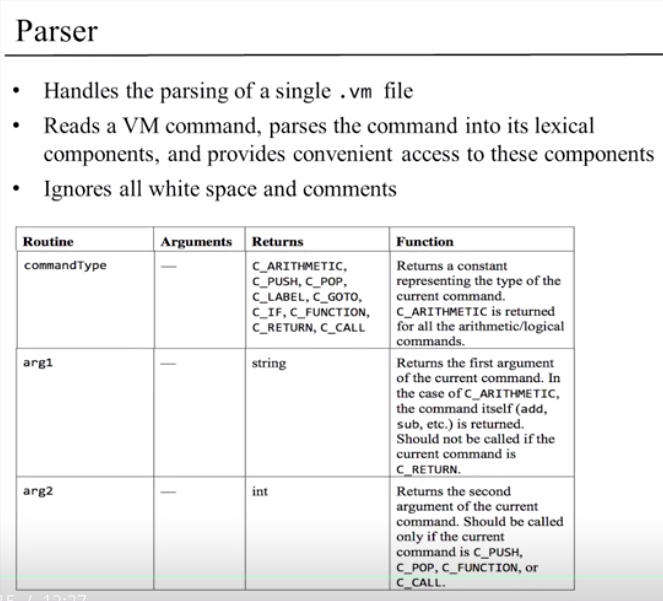 Parser
• Handles the parsing of a single .vm file
• Reads a VM command, parses the command into its lexical
components, and provides convenient access to these components
• Ignores all white space and comments
Routine Arguments Returns Function
commandType — C_ARITHMETIC, Returns a constant
C_PUSH, C_POP, representing the type of the
C_LABEL, C_GOTO, current command.
C_IF, C_FUNCTION, C_ARITHMETIC is returned
C_RETURN, C_CALL for all the arithmetic/logical
commands.
arg1 — string Returns the first argument
of the current command. In
the case of C_ARITHMETIC,
the command itself (add,
sub, etc.) is returned.
Should not be called if the
current command is
C_RETURN.
arg2 — int Returns the second
argument of the current
command. Should be called
only if the current
command is C_PUSH,
C_POP, C_FUNCTION, or
C_CALL.